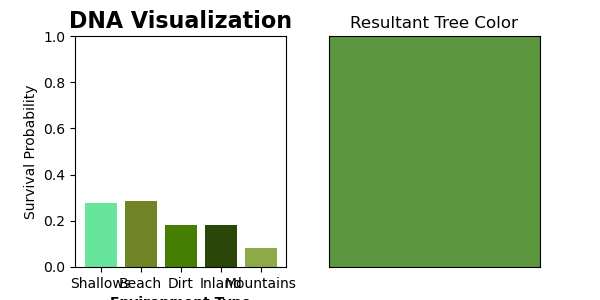 DNA Visualization
Resultant Tree Color
1.0
0.8
0.6
0.4
0.2
0.0
Survival Probability
Shallows Beach Dirt Inland Mountains
Environment Type